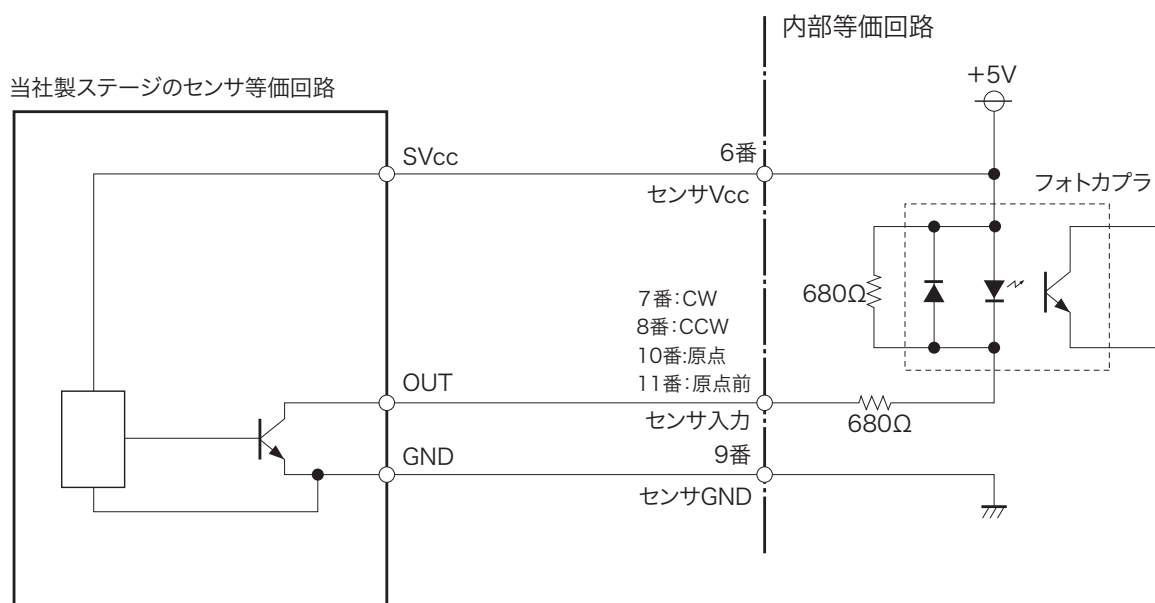 内部等価回路
当社製ステージのセンサ等価回路
+5V
SVcc
6番
センサVcc
フォトカプラ
680Ω
7番：CW
8番：CCW
10番:原点
11番：原点前
OUT
センサ入力
680Ω
GND
9番
センサGND